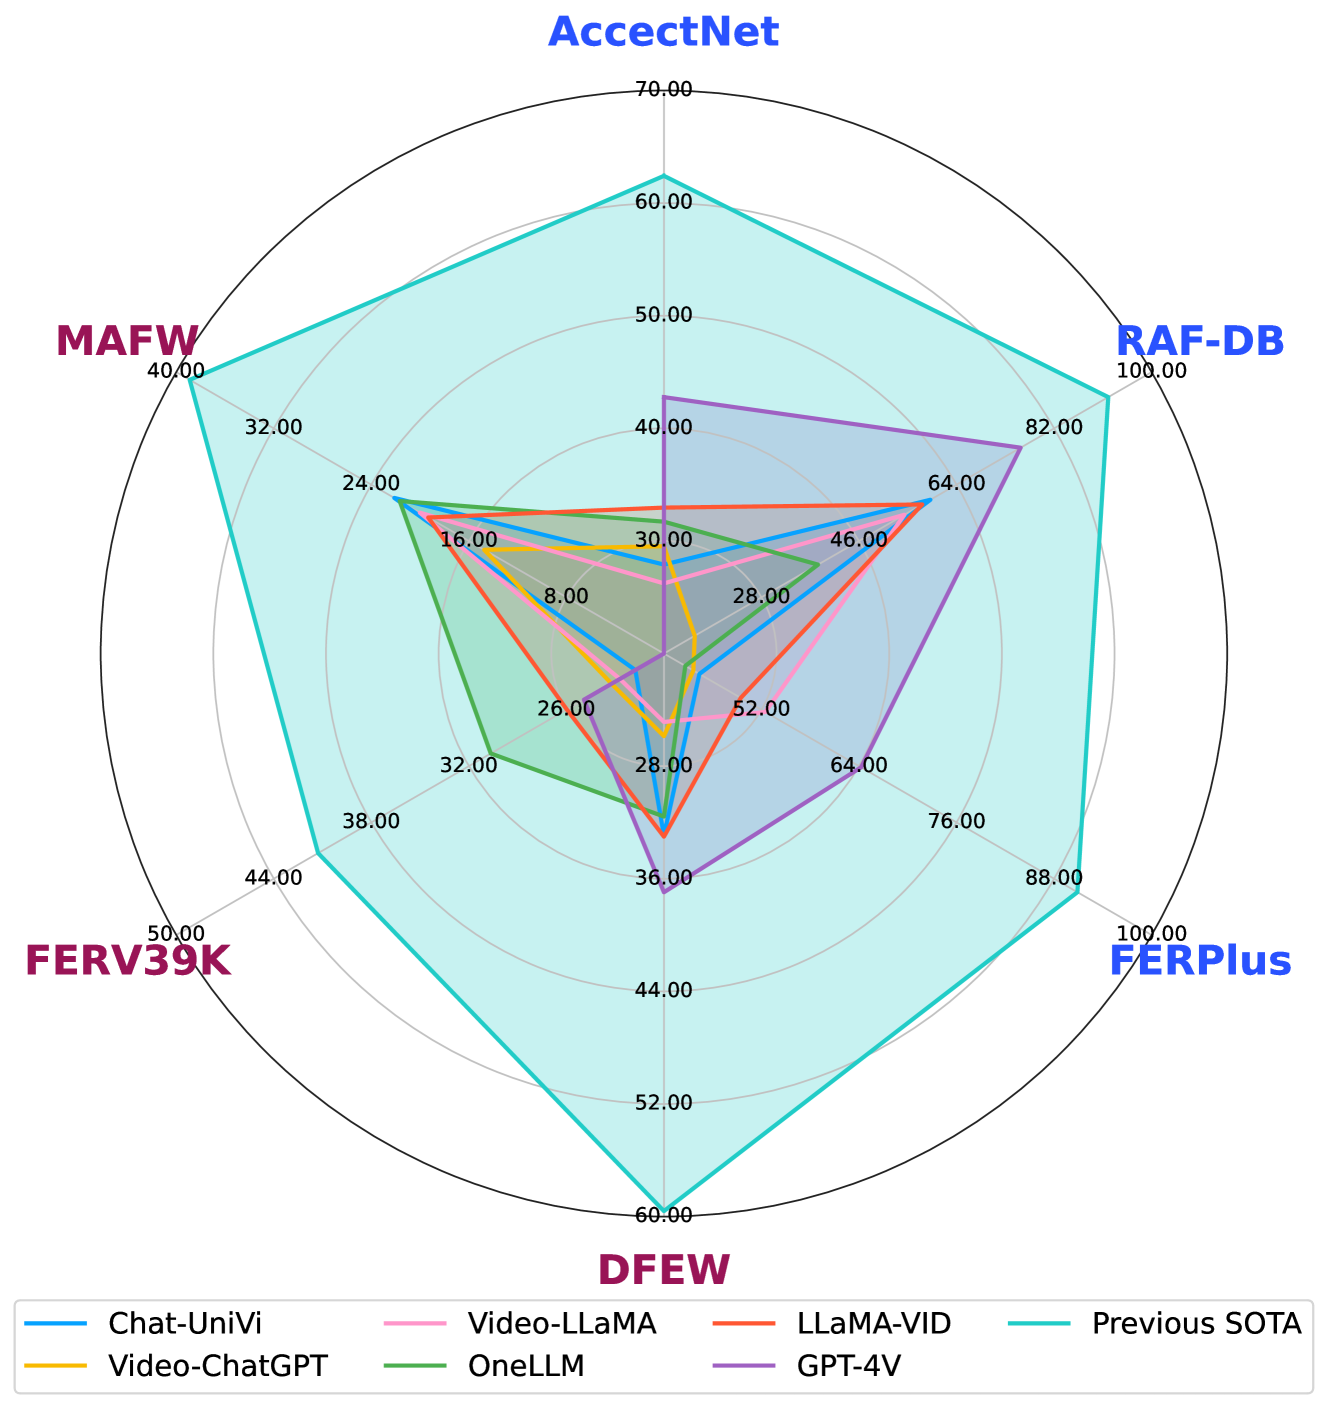 AccectNet
70.00
60.00
50.00
MAFW
RAF-DB
40.00
100.00
32.00
40.00
82.00
24.00
64.00
16.00
30.00
46.00
8.00
28.00
26.00
52.00
32.00
28.00
64.00
38.00
76.00
44.00
36.00
88.00
50.00
100.00
FERV39K
FERPlus
44.00
52.00
60.00
DFEW
Chat-UniVi
Video-LLaMA
LLaMA-VID
Previous SOTA
Video-ChatGPT
OneLLM
GPT-4V